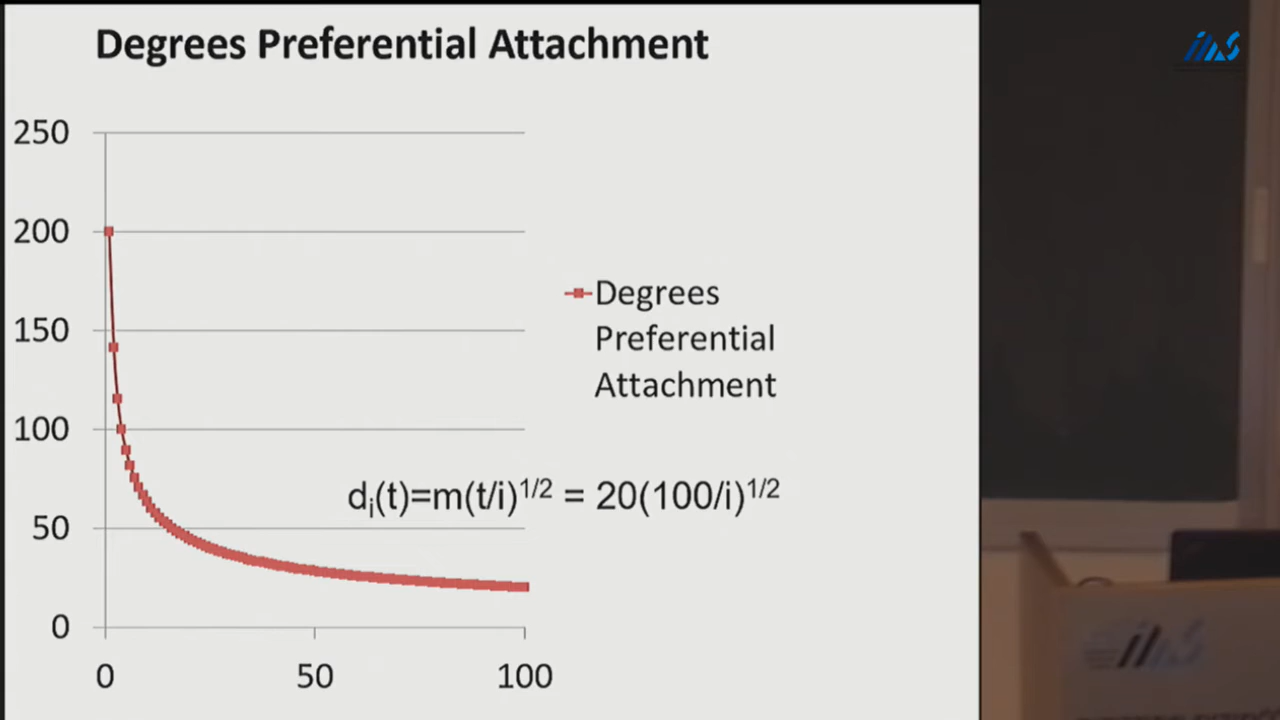 Degrees Preferential Attachment
250
200
150
100
50
0
0 50 100
Degrees
Preferential
Attachment
dᵢ(t)=m(t/i)¹/² = 20(100/i)¹/²